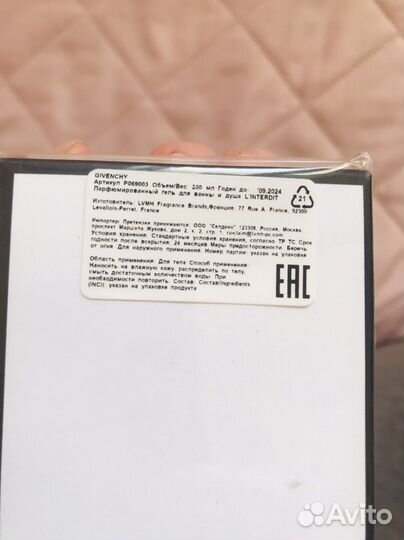 GIVENCHY
Артикул P069003 Объем/Вес. 200 мл Годен до: '09.2024
Парфюмированный гель для ванны и душа L'INTERDIT
21
Изготовитель: LVMH Fragrance Brands,Франция, 77 Rue A. France, 92300
Levallois-Perret, France
Импортер: Претензии принимаются: ООО "Селдико" 123308, Россия, Москва,
проспект Маршала Жукова, дом 2, к. 2, стр. 1, ru-claim@lvmh-pc.com
Условия хранения: Стандартные условия хранения, согласно ТР ТС Срок
годности после вскрытия: 24 месяца Меры предосторожности: Беречь
от огня Для наружного применения. Номер партии: указан на упаковке
Область применения: Для тела Способ применения:
Наносить на влажную кожу, распределить по телу,
смыть достаточным количеством воды. При
необходимости повторить. Состав: Состав/Ingredients
(INCI): указан на упаковке продукта
EAC
Avito